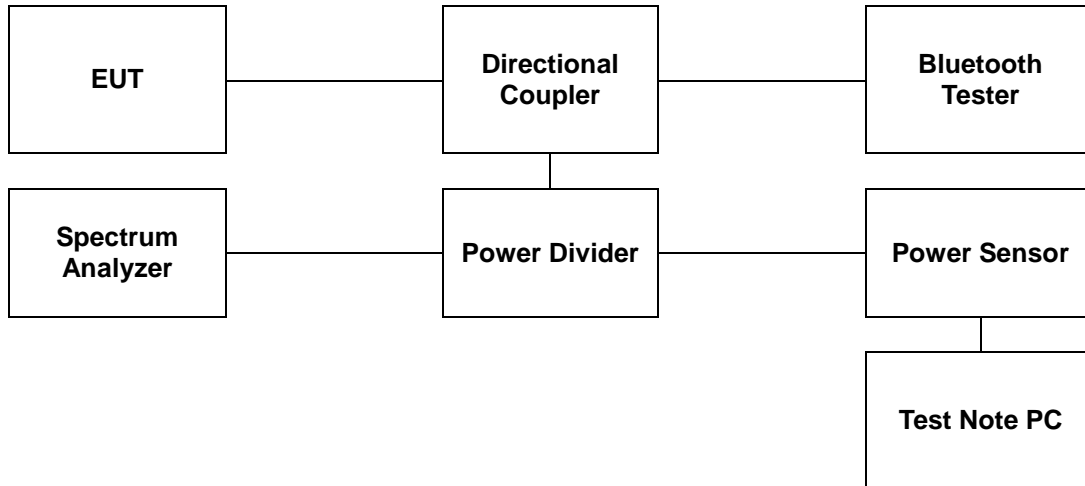 EUT
Directional
Coupler
Bluetooth
Tester
Spectrum
Analyzer
Power Divider
Power Sensor
Test Note PC